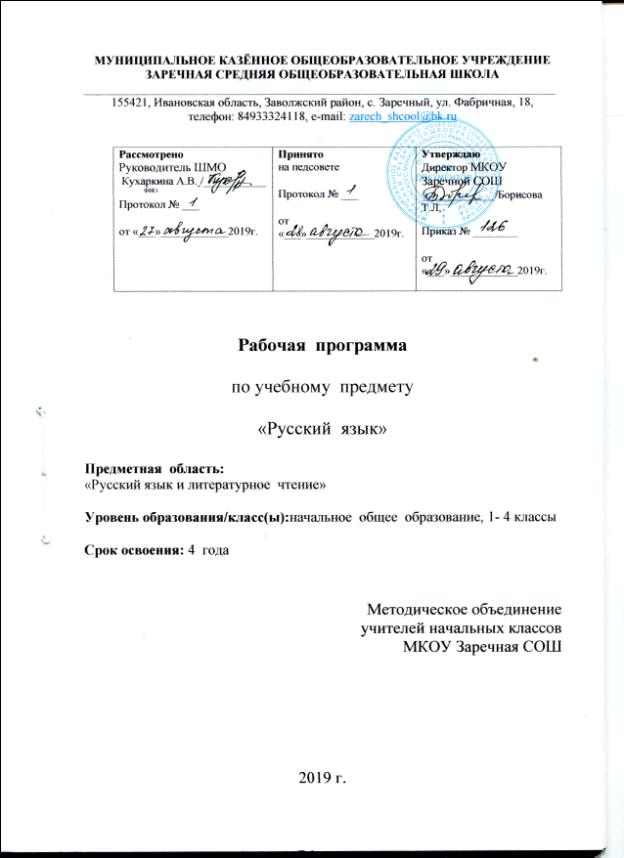 МУНИЦИПАЛЬНОЕ КАЗЁННОЕ ОБЩЕОБРАЗОВАТЕЛЬНОЕ УЧРЕЖДЕНИЕ
ЗАРЕЧНАЯ СРЕДНЯЯ ОБЩЕОБРАЗОВАТЕЛЬНАЯ ШКОЛА
155421, Ивановская область, Заволжский район, с. Заречный, ул. Фабричная, 18,
телефон: 84933324118, e-mail: zarech_shcool@bk.ru
Рассмотрено
Руководитель ШМО
Кухаркина А.В. /
ФИО
Протокол № 1
от «27» августа 2019г.
Принято
на педсовете
Протокол № 1
от
«28» августа 2019г.
Утверждаю
Директор МКОУ
Заречной СОШ
/Борисова
Т.Л.
Приказ № 126
от
«29» августа 2019г.
Рабочая программа
по учебному предмету
«Русский язык»
Предметная область:
«Русский язык и литературное чтение»
Уровень образования/класс(ы):начальное общее образование, 1- 4 классы
Срок освоения: 4 года
Методическое объединение
учителей начальных классов
МКОУ Заречная СОШ
2019 г.